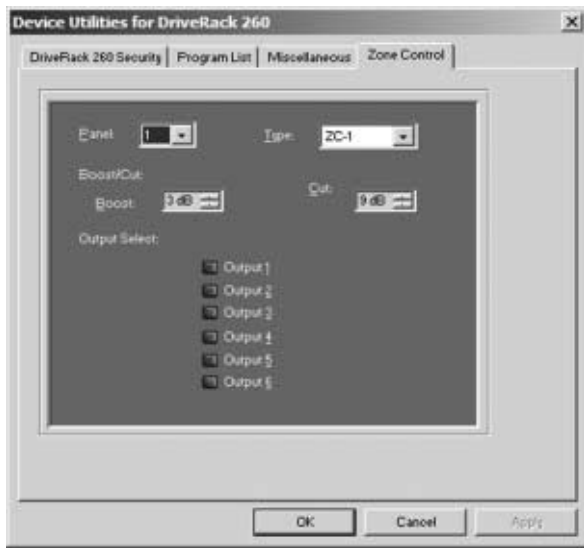 Device Utilities for DriveRack 260
DriveRack 260 Security Program List Miscellaneous Zone Control
Panel: 1 Type: ZC-1
Boost/Cut:
Boost: 3 dB Cut: 9 dB
Output Select:
Output 1
Output 2
Output 3
Output 4
Output 5
Output 6
OK Cancel Apply